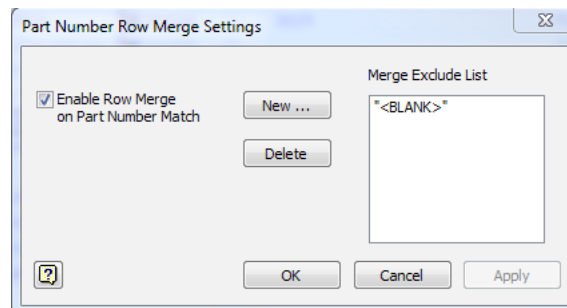 Part Number Row Merge Settings
Merge Exclude List
Enable Row Merge
on Part Number Match
New ...
"<BLANK>"
Delete
?
OK
Cancel
Apply